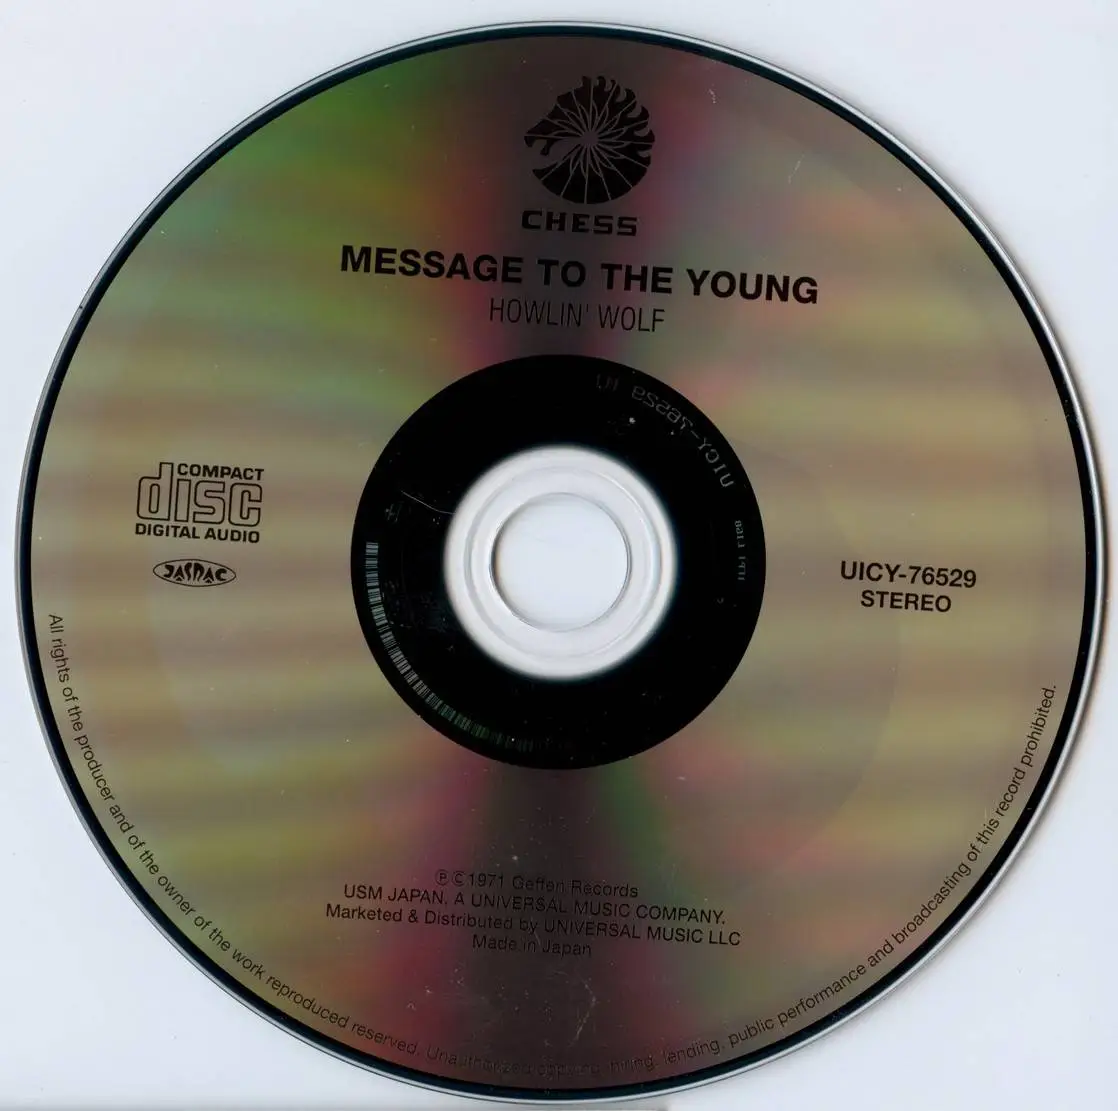 CHESS
MESSAGE TO THE YOUNG
HOWLIN' WOLF
UICY-76529
COMPACT
disc
DIGITAL AUDIO
JASRAC
UICY-76529
STEREO
℗©1971 Geffen Records
USM JAPAN. A UNIVERSAL MUSIC COMPANY.
Marketed & Distributed by UNIVERSAL MUSIC LLC
Made in Japan
All rights of the producer and of the owner of the work reproduced reserved. Unauthorized copying, hiring, lending, public performance and broadcasting of this record prohibited.